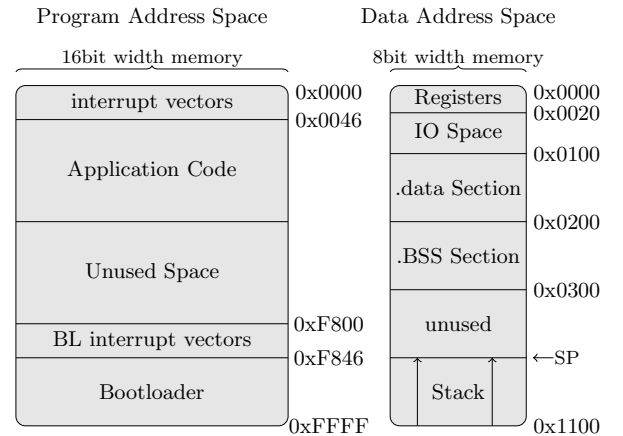 Program Address Space
16bit width memory
interrupt vectors
0x0000
0x0046
Application Code
Unused Space
0xF800
BL interrupt vectors
0xF846
Bootloader
0xFFFF
Data Address Space
8bit width memory
Registers
0x0000
0x0020
IO Space
0x0100
.data Section
0x0200
.BSS Section
0x0300
unused
←SP
Stack
0x1100